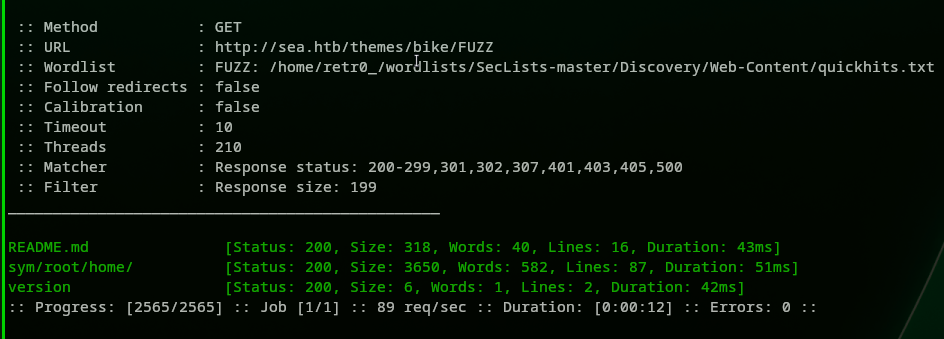 :: Method           : GET
:: URL              : http://sea.htb/themes/bike/FUZZ
:: Wordlist         : FUZZ: /home/retr0_/wordlists/SecLists-master/Discovery/Web-Content/quickhits.txt
:: Follow redirects : false
:: Calibration      : false
:: Timeout          : 10
:: Threads          : 210
:: Matcher          : Response status: 200-299,301,302,307,401,403,405,500
:: Filter           : Response size: 199
________________________________________________
README.md               [Status: 200, Size: 318, Words: 40, Lines: 16, Duration: 43ms]
sym/root/home/          [Status: 200, Size: 3650, Words: 582, Lines: 87, Duration: 51ms]
version                 [Status: 200, Size: 6, Words: 1, Lines: 2, Duration: 42ms]
:: Progress: [2565/2565] :: Job [1/1] :: 89 req/sec :: Duration: [0:00:12] :: Errors: 0 ::